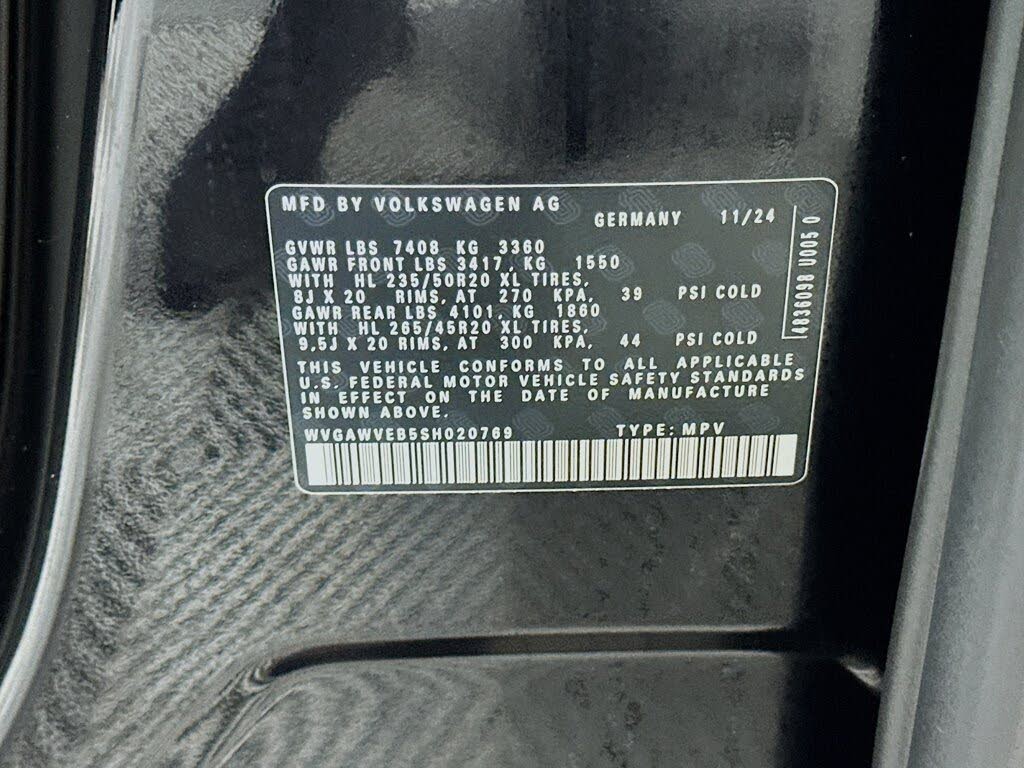 MFD BY VOLKSWAGEN AG
GERMANY 11/24
GVWR LBS 7408 KG 3360
GAWR FRONT LBS 3417, KG 1550
WITH HL 235/50R20 XL TIRES,
8J X 20 RIMS, AT 270 KPA, 39 PSI COLD
GAWR REAR LBS 4101, KG 1860
WITH HL 265/45R20 XL TIRES,
9,5J X 20 RIMS, AT 300 KPA, 44 PSI COLD
THIS VEHICLE CONFORMS TO ALL APPLICABLE
U.S. FEDERAL MOTOR VEHICLE SAFETY STANDARDS
IN EFFECT ON THE DATE OF MANUFACTURE
SHOWN ABOVE.
WVGAWVEB5SH020769 TYPE: MPV
4836098 U005 0